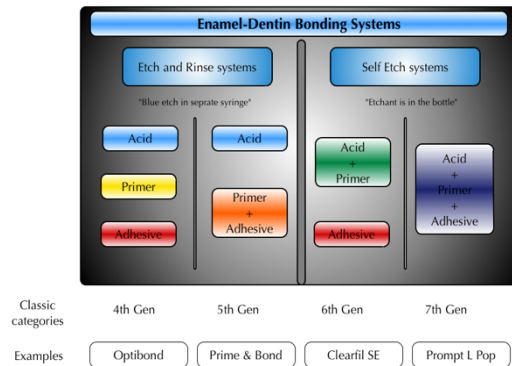 Enamel-Dentin Bonding Systems
Etch and Rinse systems
Self Etch systems
"Blue etch in seprate syringe"
"Etchant is in the bottle"
Acid
Primer
Adhesive
Acid
Primer
+
Adhesive
Acid
+
Primer
Adhesive
Acid
+
Primer
+
Adhesive
Classic
categories
4th Gen
5th Gen
6th Gen
7th Gen
Examples
Optibond
Prime & Bond
Clearfil SE
Prompt L Pop